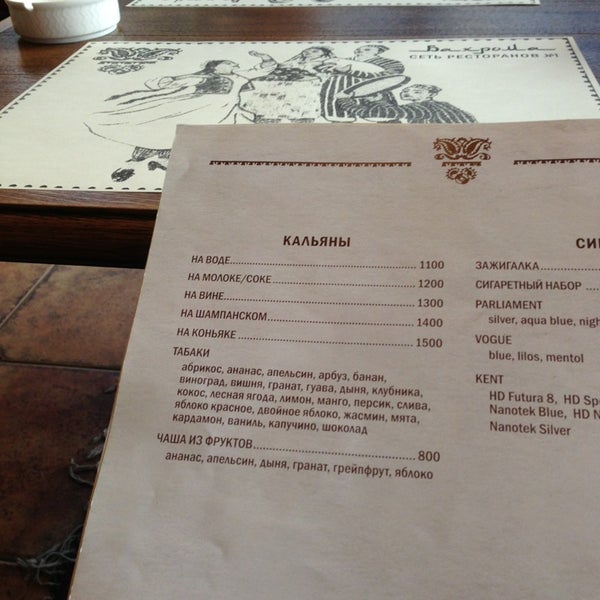 Бахрома
СЕТЬ РЕСТОРАНОВ №1
КАЛЬЯНЫ
НА ВОДЕ 1100
НА МОЛОКЕ/СОКЕ 1200
НА ВИНЕ 1300
НА ШАМПАНСКОМ 1400
НА КОНЬЯКЕ 1500
ТАБАКИ
абрикос, ананас, апельсин, арбуз, банан,
виноград, вишня, гранат, гуава, дыня, клубника,
кокос, лесная ягода, лимон, манго, персик, слива,
яблоко красное, двойное яблоко, жасмин, мята,
кардамон, ваниль, капучино, шоколад
ЧАША ИЗ ФРУКТОВ 800
ананас, апельсин, дыня, гранат, грейпфрут, яблоко
ЗАЖИГАЛКА
СИГАРЕТНЫЙ НАБОР
PARLIAMENT
silver, aqua blue,
VOGUE
blue, lilos, mentol
KENT
HD Futura 8, HD
Nanotek Blue, HD
Nanotek Silver